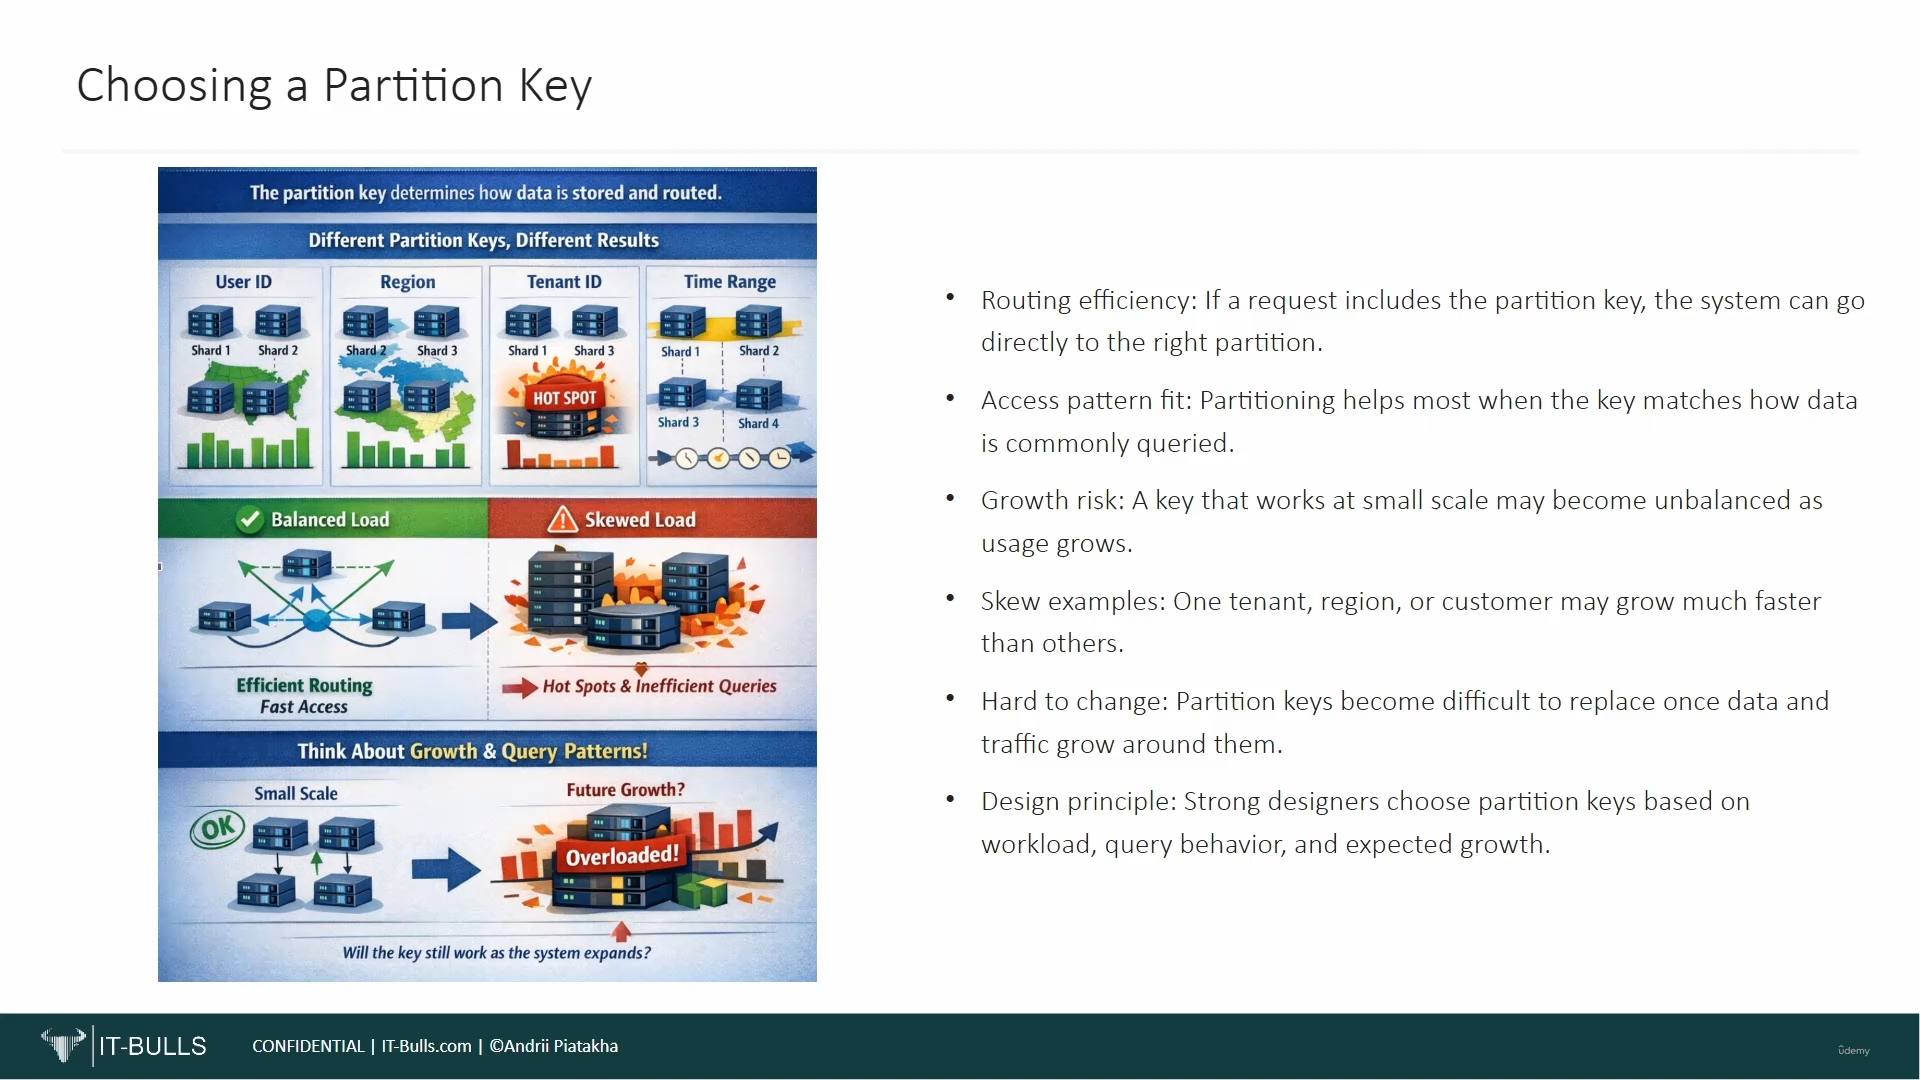 Choosing a Partition Key
The partition key determines how data is stored and routed.
Different Partition Keys, Different Results
User ID
Shard 1 Shard 2
Region
Shard 2 Shard 3
Tenant ID
Shard 1 Shard 3
HOT SPOT
Time Range
Shard 1 Shard 2
Shard 3 Shard 4
Balanced Load
Skewed Load
Efficient Routing
Fast Access
Hot Spots & Inefficient Queries
Think About Growth & Query Patterns!
Small Scale
OK
Future Growth?
Overloaded!
Will the key still work as the system expands?
• Routing efficiency: If a request includes the partition key, the system can go
directly to the right partition.
• Access pattern fit: Partitioning helps most when the key matches how data
is commonly queried.
• Growth risk: A key that works at small scale may become unbalanced as
usage grows.
• Skew examples: One tenant, region, or customer may grow much faster
than others.
• Hard to change: Partition keys become difficult to replace once data and
traffic grow around them.
• Design principle: Strong designers choose partition keys based on
workload, query behavior, and expected growth.
IT-BULLS
CONFIDENTIAL | IT-Bulls.com | ©Andrii Piatakha
ûdemy